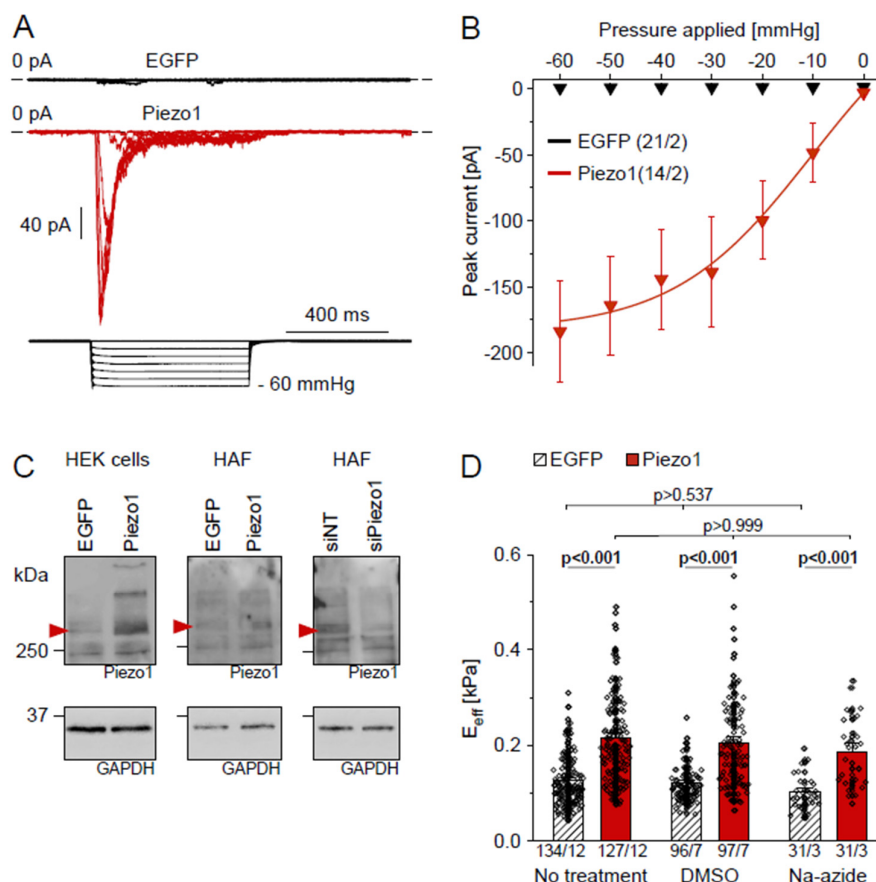 A
0 pA
EGFP
0 pA
Piezo1
40 pA
400 ms
- 60 mmHg
B
Pressure applied [mmHg]
-60 -50 -40 -30 -20 -10 0
0
-50
-100
-150
-200
Peak current [pA]
EGFP (21/2)
Piezo1(14/2)
C
HEK cells HAF HAF
EGFP Piezo1 EGFP Piezo1 siNT siPiezo1
kDa
250
Piezo1 Piezo1 Piezo1
37
GAPDH GAPDH GAPDH
D
EGFP Piezo1
p>0.537
p>0.999
p<0.001 p<0.001 p<0.001
0.6
0.4
0.2
0.0
Eeff [kPa]
134/12 127/12 96/7 97/7 31/3 31/3
No treatment DMSO Na-azide